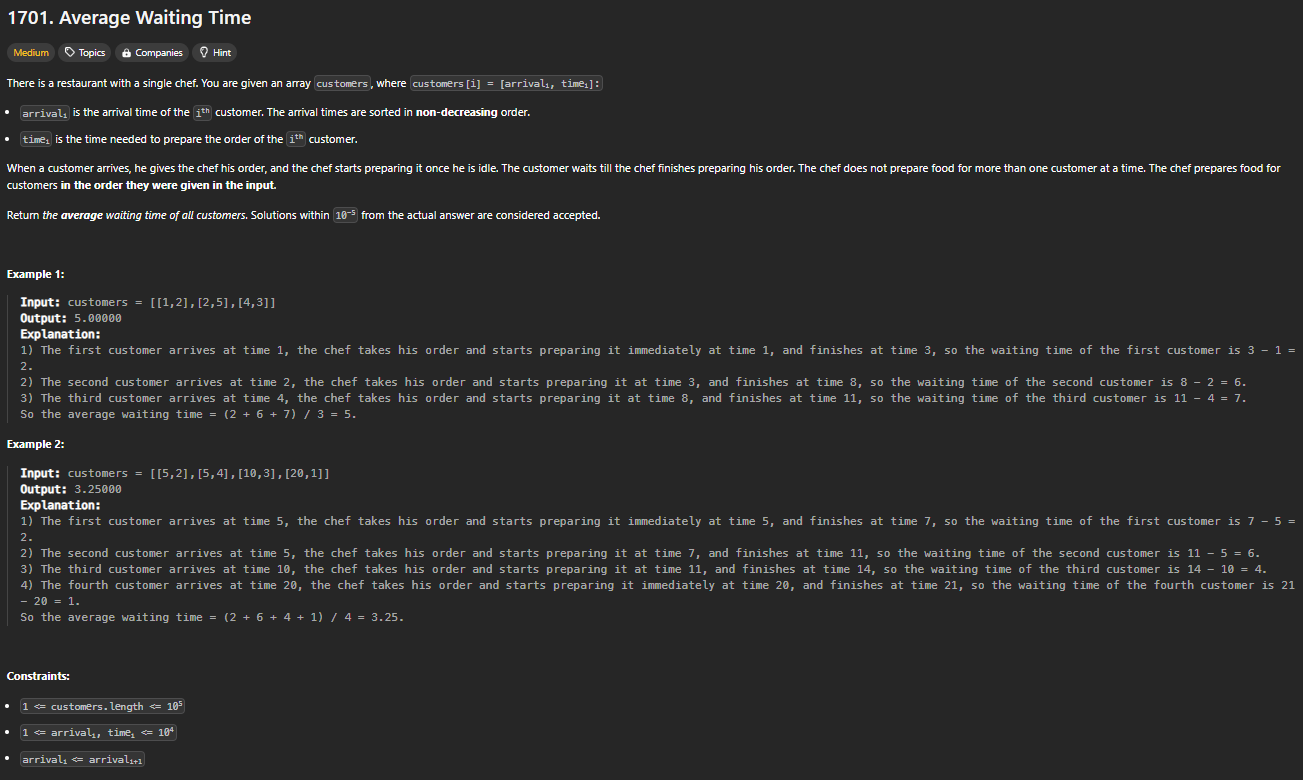 1701. Average Waiting Time
Medium Topics Companies Hint
There is a restaurant with a single chef. You are given an array customers, where customers[i] = [arrivalᵢ, timeᵢ]:
• arrivalᵢ is the arrival time of the iᵗʰ customer. The arrival times are sorted in non-decreasing order.
• timeᵢ is the time needed to prepare the order of the iᵗʰ customer.
When a customer arrives, he gives the chef his order, and the chef starts preparing it once he is idle. The customer waits till the chef finishes preparing his order. The chef does not prepare food for more than one customer at a time. The chef prepares food for
customers in the order they were given in the input.
Return the average waiting time of all customers. Solutions within 10⁻⁵ from the actual answer are considered accepted.
Example 1:
Input: customers = [[1,2],[2,5],[4,3]]
Output: 5.00000
Explanation:
1) The first customer arrives at time 1, the chef takes his order and starts preparing it immediately at time 1, and finishes at time 3, so the waiting time of the first customer is 3 - 1 =
2.
2) The second customer arrives at time 2, the chef takes his order and starts preparing it at time 3, and finishes at time 8, so the waiting time of the second customer is 8 - 2 = 6.
3) The third customer arrives at time 4, the chef takes his order and starts preparing it at time 8, and finishes at time 11, so the waiting time of the third customer is 11 - 4 = 7.
So the average waiting time = (2 + 6 + 7) / 3 = 5.
Example 2:
Input: customers = [[5,2],[5,4],[10,3],[20,1]]
Output: 3.25000
Explanation:
1) The first customer arrives at time 5, the chef takes his order and starts preparing it immediately at time 5, and finishes at time 7, so the waiting time of the first customer is 7 - 5 =
2.
2) The second customer arrives at time 5, the chef takes his order and starts preparing it at time 7, and finishes at time 11, so the waiting time of the second customer is 11 - 5 = 6.
3) The third customer arrives at time 10, the chef takes his order and starts preparing it at time 11, and finishes at time 14, so the waiting time of the third customer is 14 - 10 = 4.
4) The fourth customer arrives at time 20, the chef takes his order and starts preparing it immediately at time 20, and finishes at time 21, so the waiting time of the fourth customer is 21
- 20 = 1.
So the average waiting time = (2 + 6 + 4 + 1) / 4 = 3.25.
Constraints:
• 1 <= customers.length <= 10⁵
• 1 <= arrivalᵢ, timeᵢ <= 10⁴
• arrivalᵢ <= arrivalᵢ₊₁